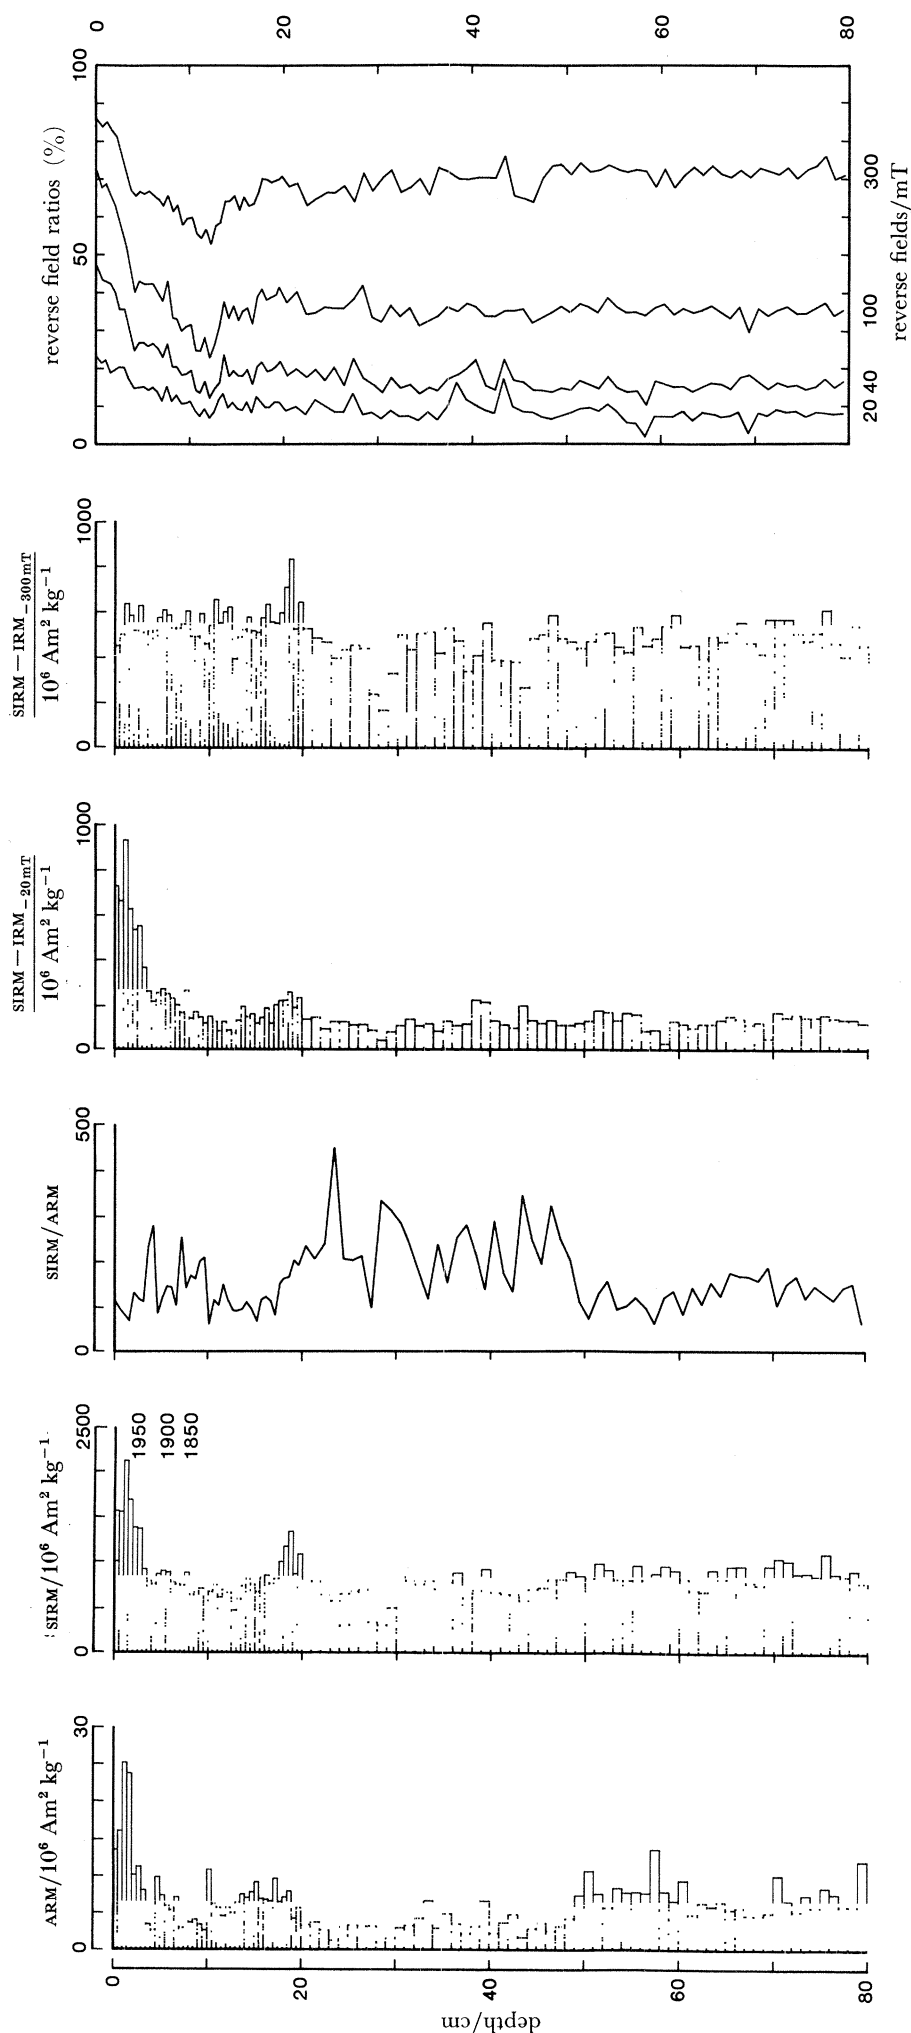 0 20 40 60 80
100
50
0
reverse field ratios (%)
20 40 100 300
reverse fields/mT
SIRM – IRM₋300mT
10⁶ Am² kg⁻¹
1000
0
SIRM – IRM₋20mT
10⁶ Am² kg⁻¹
1000
0
SIRM/ARM
500
0
SIRM/10⁶ Am² kg⁻¹
2500
0
1950
1900
1850
ARM/10⁶ Am² kg⁻¹
30
0
0 20 40 60 80
depth/cm